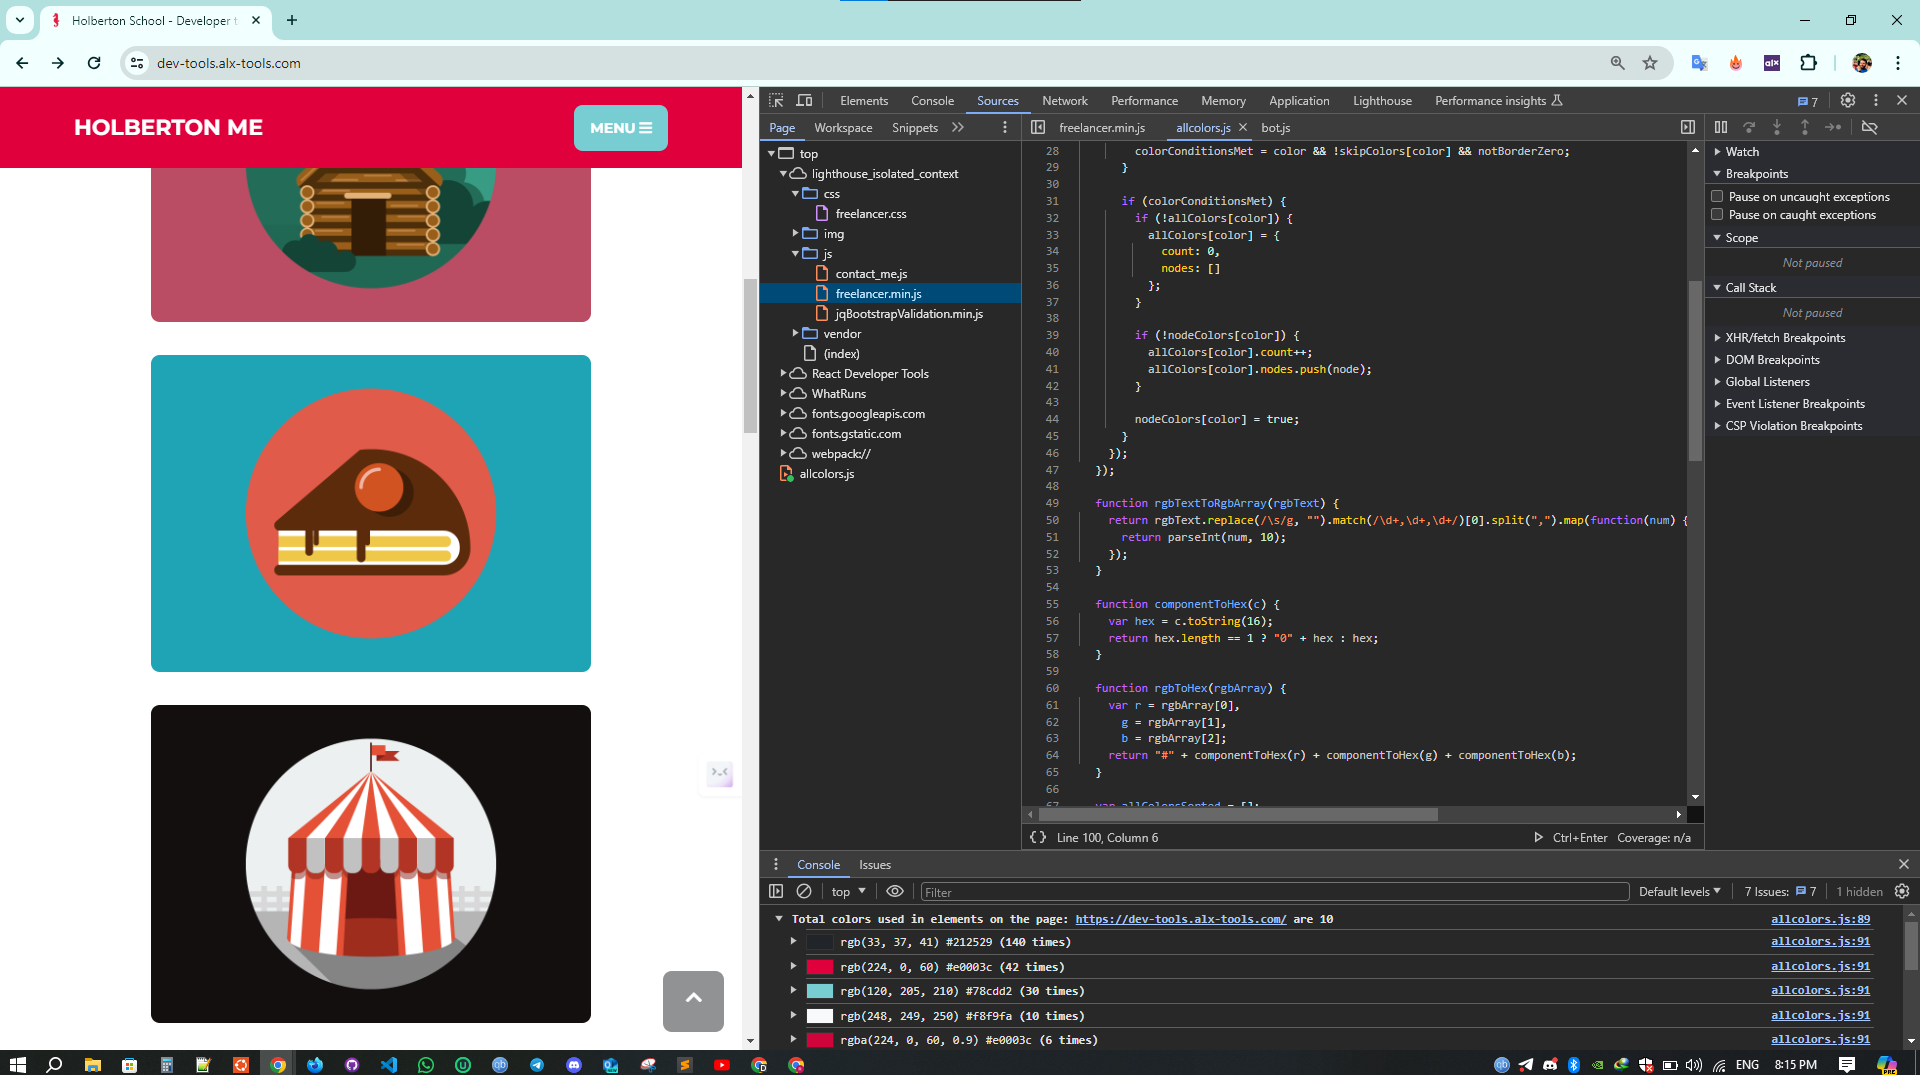 Holberton School - Developer t
dev-tools.alx-tools.com
HOLBERTON ME
MENU
Elements
Console
Sources
Network
Performance
Memory
Application
Lighthouse
Performance insights
7
Page
Workspace
Snippets
freelancer.min.js
allcolors.js
bot.js
top
lighthouse_isolated_context
css
freelancer.css
img
js
contact_me.js
freelancer.min.js
jqBootstrapValidation.min.js
vendor
(index)
React Developer Tools
WhatRuns
fonts.googleapis.com
fonts.gstatic.com
webpack://
allcolors.js
28 colorConditionsMet = color && !skipColors[color] && notBorderZero;
29 }
30
31 if (colorConditionsMet) {
32 if (!allColors[color]) {
33 allColors[color] = {
34 count: 0,
35 nodes: []
36 };
37 }
38
39 if (!nodeColors[color]) {
40 allColors[color].count++;
41 allColors[color].nodes.push(node);
42 }
43
44 nodeColors[color] = true;
45 }
46 });
47 });
48
49 function rgbTextToRgbArray(rgbText) {
50 return rgbText.replace(/\s/g, "").match(/\d+,\d+,\d+/)[0].split(",").map(function(num) {
51 return parseInt(num, 10);
52 });
53 }
54
55 function componentToHex(c) {
56 var hex = c.toString(16);
57 return hex.length == 1 ? "0" + hex : hex;
58 }
59
60 function rgbToHex(rgbArray) {
61 var r = rgbArray[0],
62 g = rgbArray[1],
63 b = rgbArray[2];
64 return "#" + componentToHex(r) + componentToHex(g) + componentToHex(b);
65 }
66
67 var allColorsSorted = [];
{ } Line 100, Column 6
Ctrl+Enter
Coverage: n/a
Watch
Breakpoints
Pause on uncaught exceptions
Pause on caught exceptions
Scope
Not paused
Call Stack
Not paused
XHR/fetch Breakpoints
DOM Breakpoints
Global Listeners
Event Listener Breakpoints
CSP Violation Breakpoints
Console
Issues
top
Filter
Default levels
7 Issues: 7
1 hidden
Total colors used in elements on the page: https://dev-tools.alx-tools.com/ are 10 allcolors.js:89
rgb(33, 37, 41) #212529 (140 times) allcolors.js:91
rgb(224, 0, 60) #e0003c (42 times) allcolors.js:91
rgb(120, 205, 210) #78cdd2 (30 times) allcolors.js:91
rgb(248, 249, 250) #f8f9fa (10 times) allcolors.js:91
rgba(224, 0, 60, 0.9) #e0003c (6 times) allcolors.js:91
ENG
8:15 PM